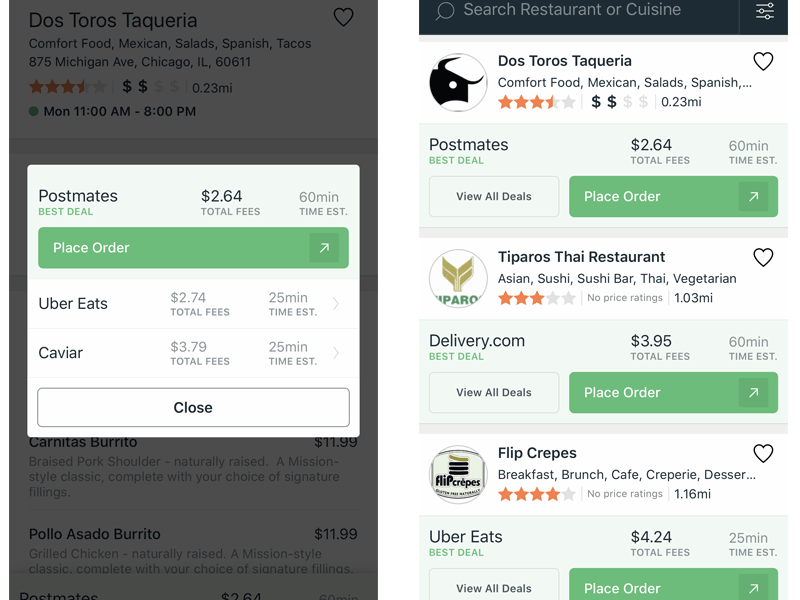 Dos Toros Taqueria
Comfort Food, Mexican, Salads, Spanish, Tacos
875 Michigan Ave, Chicago, IL, 60611
$ $ $ $ 0.23mi
Mon 11:00 AM - 8:00 PM
Postmates $2.64 60min
BEST DEAL TOTAL FEES TIME EST.
Place Order
Uber Eats $2.74 25min
TOTAL FEES TIME EST.
Caviar $3.79 25min
TOTAL FEES TIME EST.
Close
Carnitas Burrito $11.99
Braised Pork Shoulder - naturally raised. A Mission-
style classic, complete with your choice of signature
fillings.
Pollo Asado Burrito $11.99
Grilled Chicken - naturally raised. A Mission-style
classic, complete with your choice of signature fillings.
Postmates $2.64 60min
Search Restaurant or Cuisine
Dos Toros Taqueria
Comfort Food, Mexican, Salads, Spanish,...
$ $ $ $ 0.23mi
Postmates $2.64 60min
BEST DEAL TOTAL FEES TIME EST.
View All Deals Place Order
Tiparos Thai Restaurant
Asian, Sushi, Sushi Bar, Thai, Vegetarian
No price ratings 1.03mi
TIPAROS
Delivery.com $3.95 60min
BEST DEAL TOTAL FEES TIME EST.
View All Deals Place Order
Flip Crepes
Breakfast, Brunch, Cafe, Creperie, Desser...
No price ratings 1.16mi
FliP crêpes
GLUTEN FREE NATURALLY
Uber Eats $4.24 25min
BEST DEAL TOTAL FEES TIME EST.
View All Deals Place Order